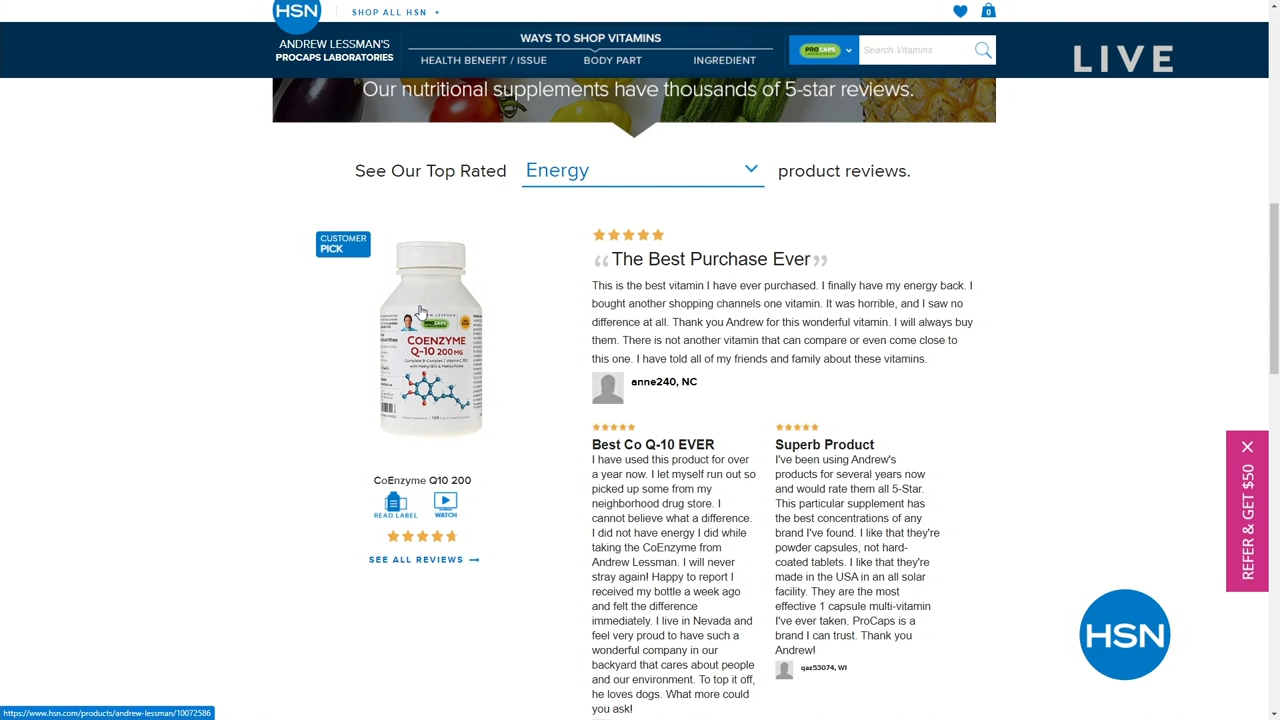 HSN
SHOP ALL HSN +
0
ANDREW LESSMAN'S
PROCAPS LABORATORIES
WAYS TO SHOP VITAMINS
HEALTH BENEFIT / ISSUE
BODY PART
INGREDIENT
PROCAPS
Search Vitamins
LIVE
Our nutritional supplements have thousands of 5-star reviews.
See Our Top Rated Energy product reviews.
CUSTOMER
PICK
PROCAPS
COENZYME
Q-10 200 MG
Complete B-Complex | Vitamin C 500
with Methyl B12 & Methyl Folate
CoEnzyme Q10 200
READ LABEL
WATCH
SEE ALL REVIEWS →
“The Best Purchase Ever”
This is the best vitamin I have ever purchased. I finally have my energy back. I
bought another shopping channels one vitamin. It was horrible, and I saw no
difference at all. Thank you Andrew for this wonderful vitamin. I will always buy
them. There is not another vitamin that can compare or even come close to
this one. I have told all of my friends and family about these vitamins.
anne240, NC
Best Co Q-10 EVER
I have used this product for over
a year now. I let myself run out so
picked up some from my
neighborhood drug store. I
cannot believe what a difference.
I did not have energy I did while
taking the CoEnzyme from
Andrew Lessman. I will never
stray again! Happy to report I
received my bottle a week ago
and felt the difference
immediately. I live in Nevada and
feel very proud to have such a
wonderful company in our
backyard that cares about people
and our environment. To top it off,
he loves dogs. What more could
you ask!
Superb Product
I've been using Andrew's
products for several years now
and would rate them all 5-Star.
This particular supplement has
the best concentrations of any
brand I've found. I like that they're
powder capsules, not hard-
coated tablets. I like that they're
made in the USA in an all solar
facility. They are the most
effective 1 capsule multi-vitamin
I've ever taken. ProCaps is a
brand I can trust. Thank you
Andrew!
qaz53074, WI
REFER & GET $50
HSN
https://www.hsn.com/products/andrew-lessman/10072586